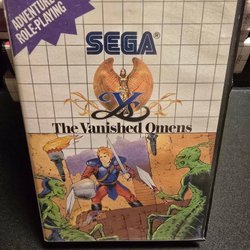 ADVENTURE
ROLE-PLAYING
SEGA
Ys
The Vanished Omens